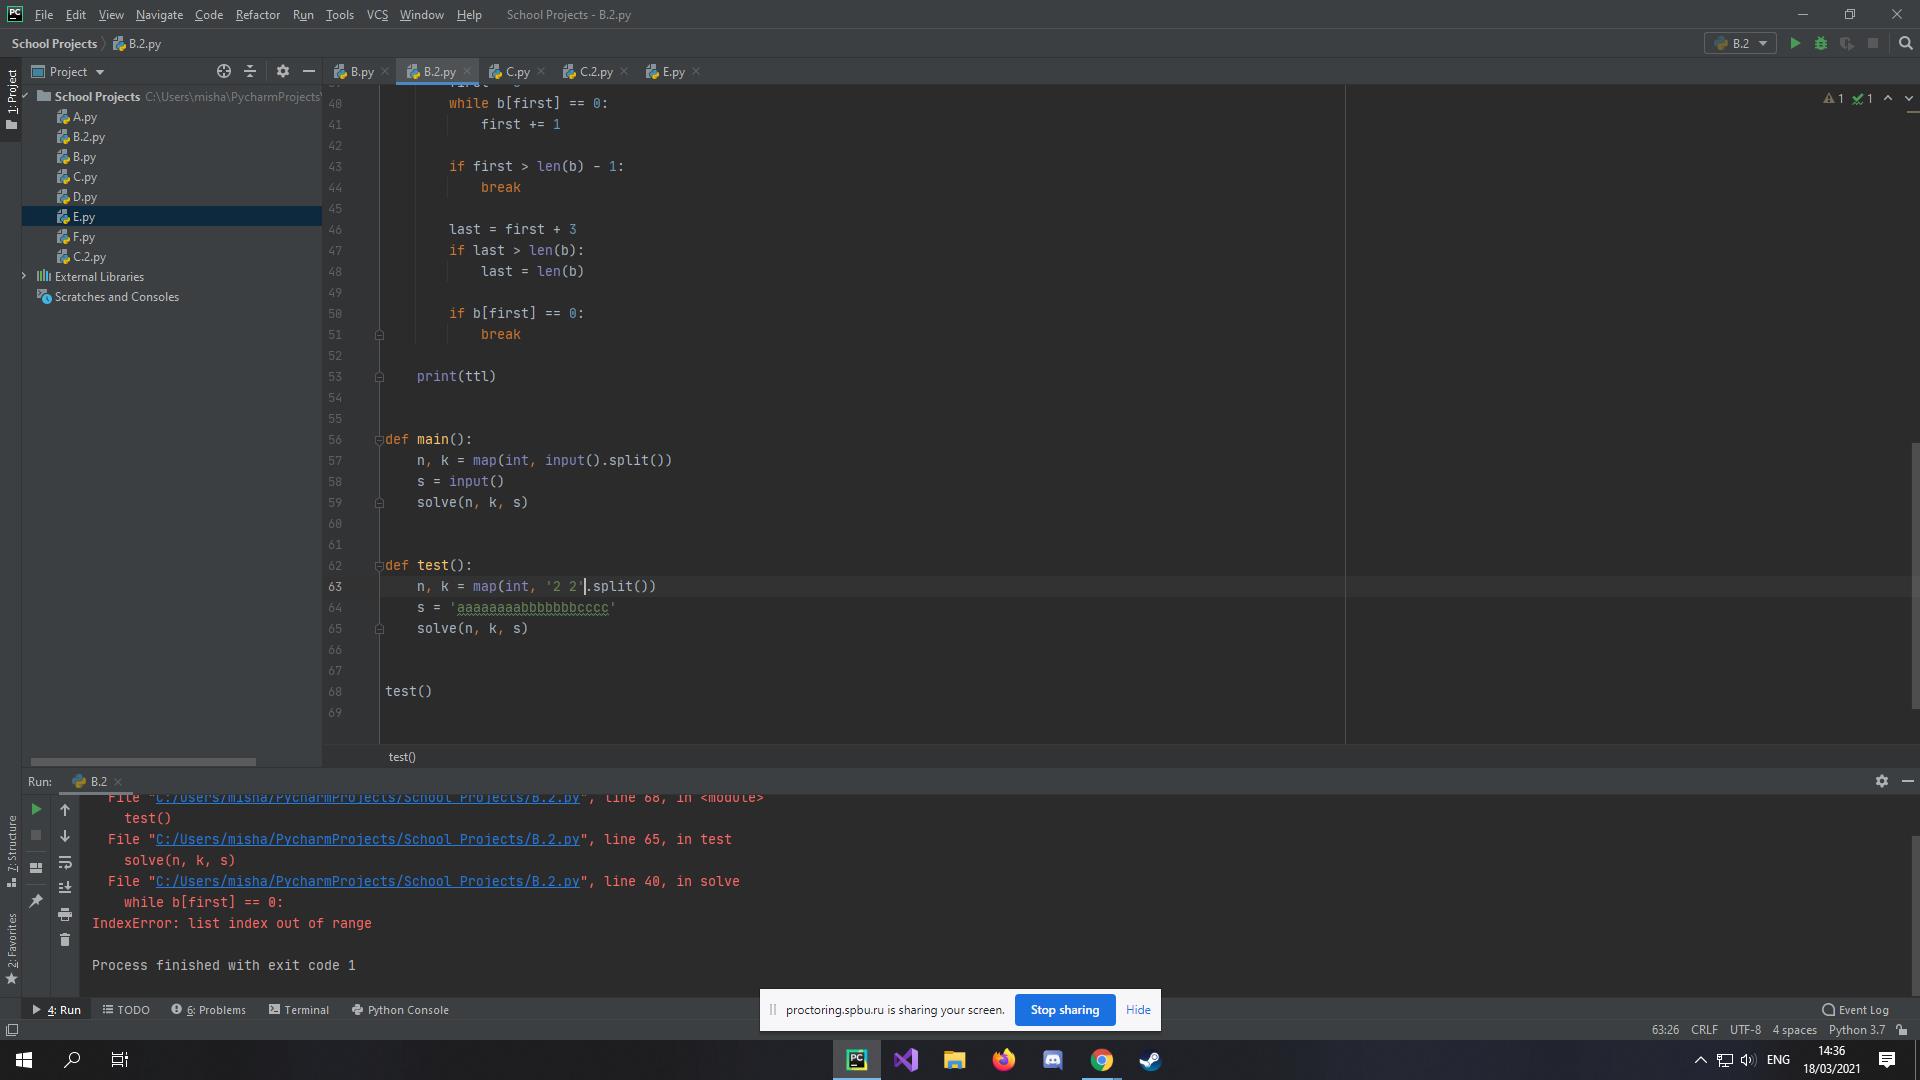 PC File Edit View Navigate Code Refactor Run Tools VCS Window Help School Projects - B.2.py
School Projects B.2.py B.2
1: Project
Project B.py B.2.py C.py C.2.py E.py
School Projects C:\Users\misha\PycharmProjects\
A.py
B.2.py
B.py
C.py
D.py
E.py
F.py
C.2.py
External Libraries
Scratches and Consoles
1 1
40 while b[first] == 0:
41 first += 1
42
43 if first > len(b) - 1:
44 break
45
46 last = first + 3
47 if last > len(b):
48 last = len(b)
49
50 if b[first] == 0:
51 break
52
53 print(ttl)
54
55
56 def main():
57 n, k = map(int, input().split())
58 s = input()
59 solve(n, k, s)
60
61
62 def test():
63 n, k = map(int, '2 2'.split())
64 s = 'aaaaaaaabbbbbbbcccc'
65 solve(n, k, s)
66
67
68 test()
69
test()
Run: B.2
7: Structure
2: Favorites
File "C:/Users/misha/PycharmProjects/School Projects/B.2.py", line 68, in <module>
test()
File "C:/Users/misha/PycharmProjects/School Projects/B.2.py", line 65, in test
solve(n, k, s)
File "C:/Users/misha/PycharmProjects/School Projects/B.2.py", line 40, in solve
while b[first] == 0:
IndexError: list index out of range
Process finished with exit code 1
4: Run TODO 6: Problems Terminal Python Console Event Log
proctoring.spbu.ru is sharing your screen. Stop sharing Hide
63:26 CRLF UTF-8 4 spaces Python 3.7
PC ENG 14:36
18/03/2021